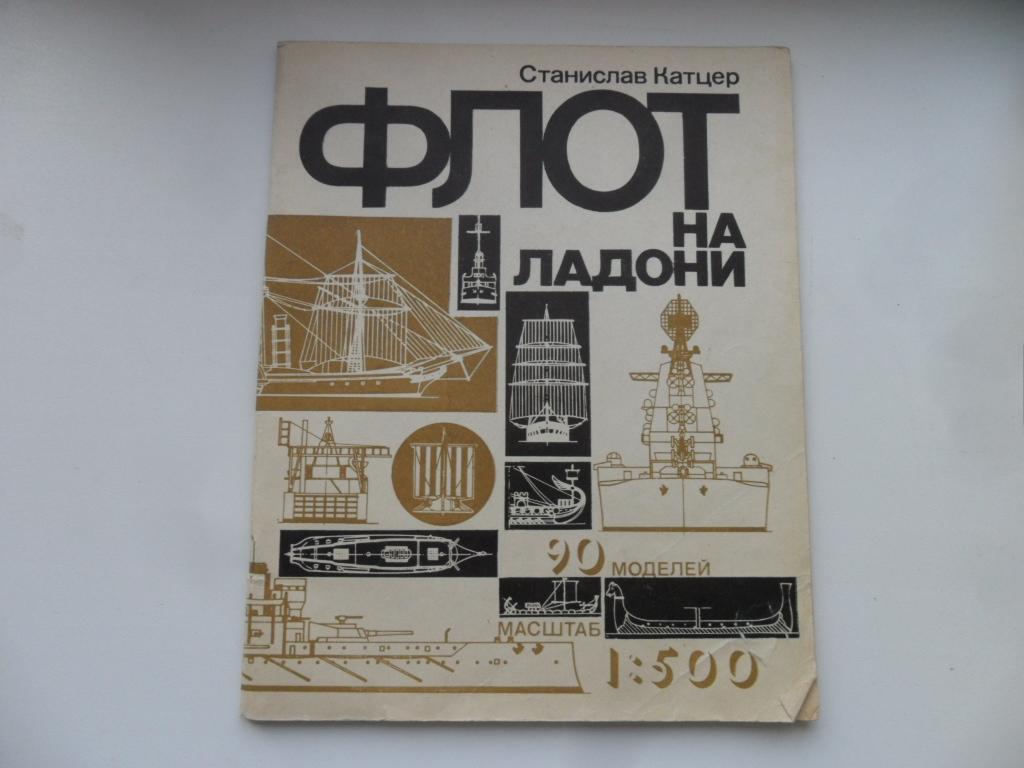 Станислав Катцер
ФЛОТ
НА
ЛАДОНИ
90 МОДЕЛЕЙ
МАСШТАБ
1:500